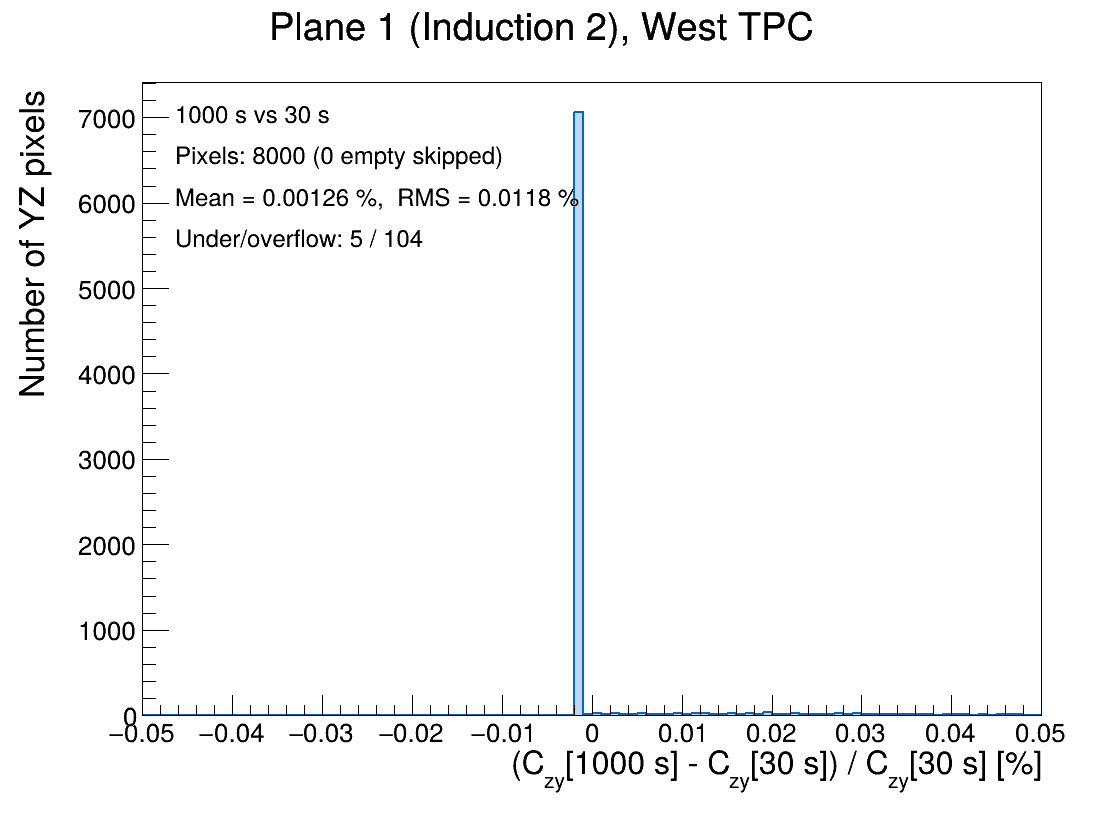 Plane 1 (Induction 2), West TPC
Number of YZ pixels
7000
6000
5000
4000
3000
2000
1000
0
1000 s vs 30 s
Pixels: 8000 (0 empty skipped)
Mean = 0.00126 %, RMS = 0.0118 %
Under/overflow: 5 / 104
−0.05 −0.04 −0.03 −0.02 −0.01 0 0.01 0.02 0.03 0.04 0.05
(Czy[1000 s] - Czy[30 s]) / Czy[30 s] [%]